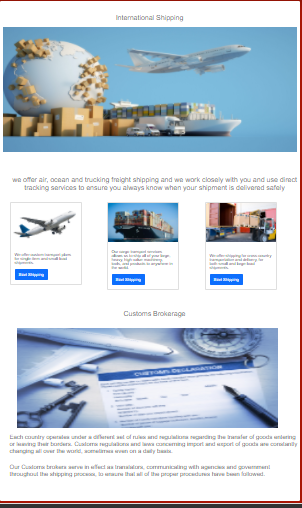 International Shipping
we offer air, ocean and trucking freight shipping and we work closely with you and use direct
tracking services to ensure you always know when your shipment is delivered safely
We offer custom transport plans
for single item and small boat
shipments.
Start Shipping
Our cargo transport services
allows us to ship all of your large,
heavy, high value machinery,
tools, and products to anywhere in
the world.
Start Shipping
We offer shipping for cross country
transportation and delivery, for
both small and large boat
shipments.
Start Shipping
Customs Brokerage
CUSTOMS DECLARATION
Each country operates under a different set of rules and regulations regarding the transfer of goods entering
or leaving their borders. Customs regulations and laws concerning import and export of goods are constantly
changing all over the world, sometimes even on a daily basis.
Our Customs brokers serve in effect as translators, communicating with agencies and government
throughout the shipping process, to ensure that all of the proper procedures have been followed.